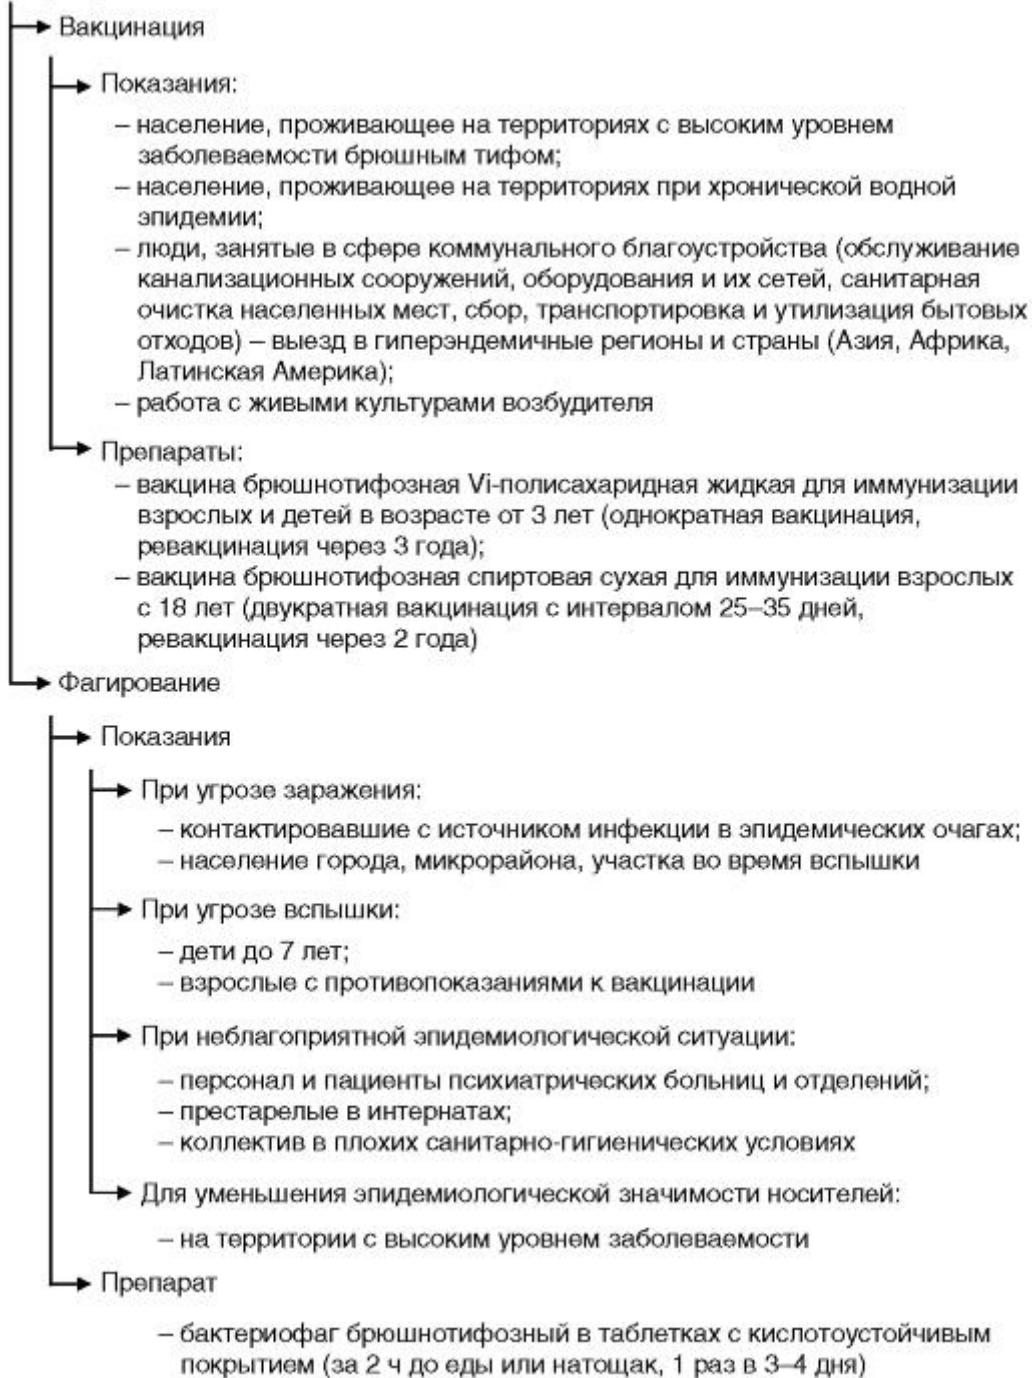 Вакцинация
Показания:
– население, проживающее на территориях с высоким уровнем
заболеваемости брюшным тифом;
– население, проживающее на территориях при хронической водной
эпидемии;
– люди, занятые в сфере коммунального благоустройства (обслуживание
канализационных сооружений, оборудования и их сетей, санитарная
очистка населенных мест, сбор, транспортировка и утилизация бытовых
отходов) – выезд в гиперэндемичные регионы и страны (Азия, Африка,
Латинская Америка);
– работа с живыми культурами возбудителя
Препараты:
– вакцина брюшнотифозная Vi-полисахаридная жидкая для иммунизации
взрослых и детей в возрасте от 3 лет (однократная вакцинация,
ревакцинация через 3 года);
– вакцина брюшнотифозная спиртовая сухая для иммунизации взрослых
с 18 лет (двукратная вакцинация с интервалом 25–35 дней,
ревакцинация через 2 года)
Фагирование
Показания
При угрозе заражения:
– контактировавшие с источником инфекции в эпидемических очагах;
– население города, микрорайона, участка во время вспышки
При угрозе вспышки:
– дети до 7 лет;
– взрослые с противопоказаниями к вакцинации
При неблагоприятной эпидемиологической ситуации:
– персонал и пациенты психиатрических больниц и отделений;
– престарелые в интернатах;
– коллектив в плохих санитарно-гигиенических условиях
Для уменьшения эпидемиологической значимости носителей:
– на территории с высоким уровнем заболеваемости
Препарат
– бактериофаг брюшнотифозный в таблетках с кислотоустойчивым
покрытием (за 2 ч до еды или натощак, 1 раз в 3–4 дня)